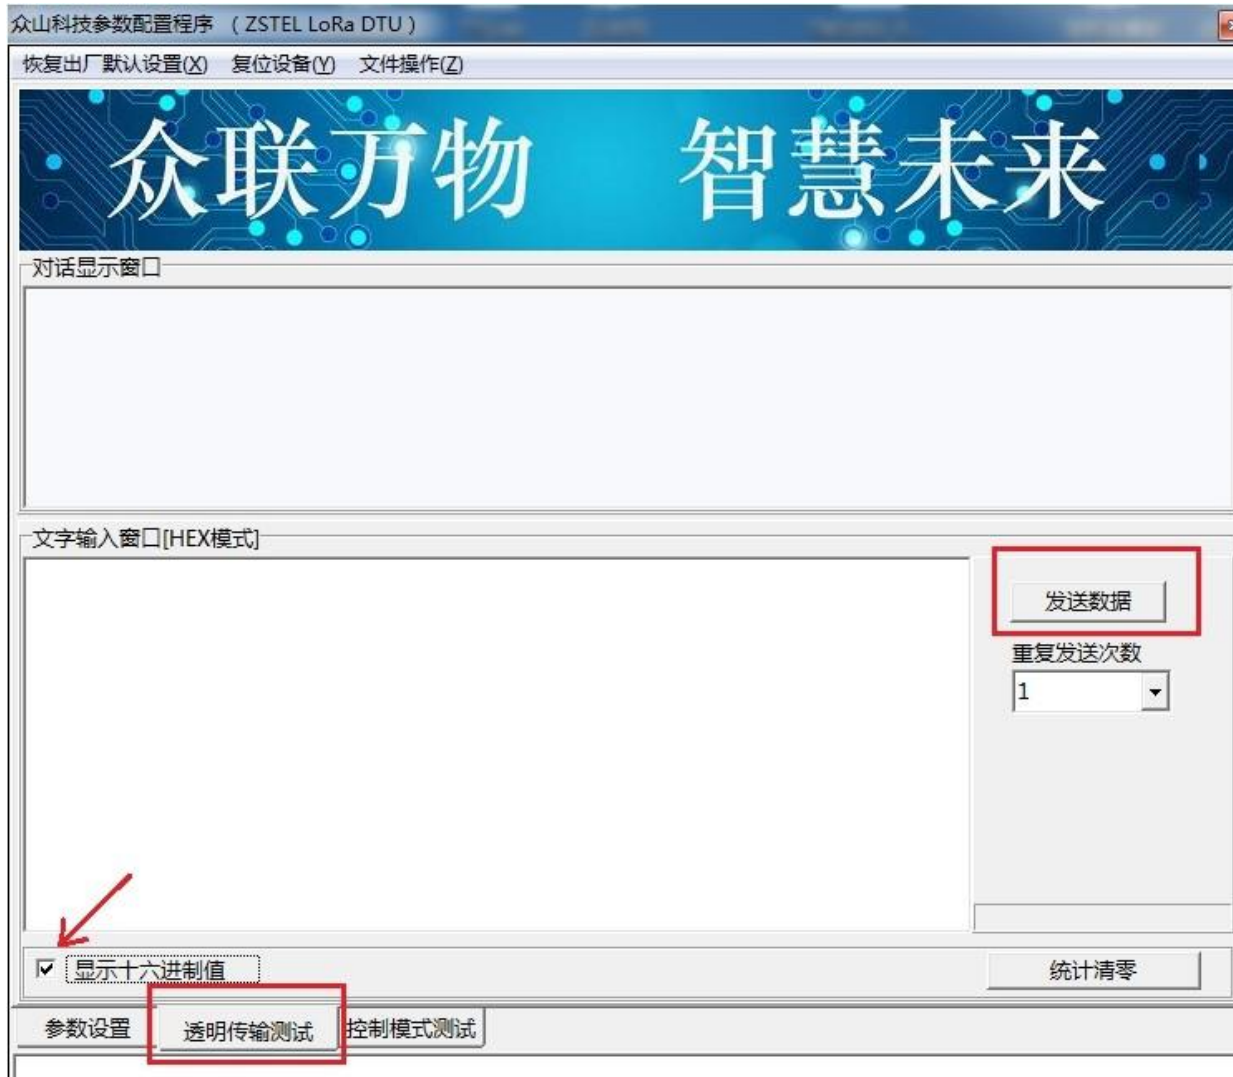 众山科技参数配置程序 （ZSTEL LoRa DTU）
恢复出厂默认设置(X) 复位设备(Y) 文件操作(Z)
众联万物 智慧未来
对话显示窗口
文字输入窗口[HEX模式]
发送数据
重复发送次数
1
显示十六进制值
统计清零
参数设置 透明传输测试 控制模式测试